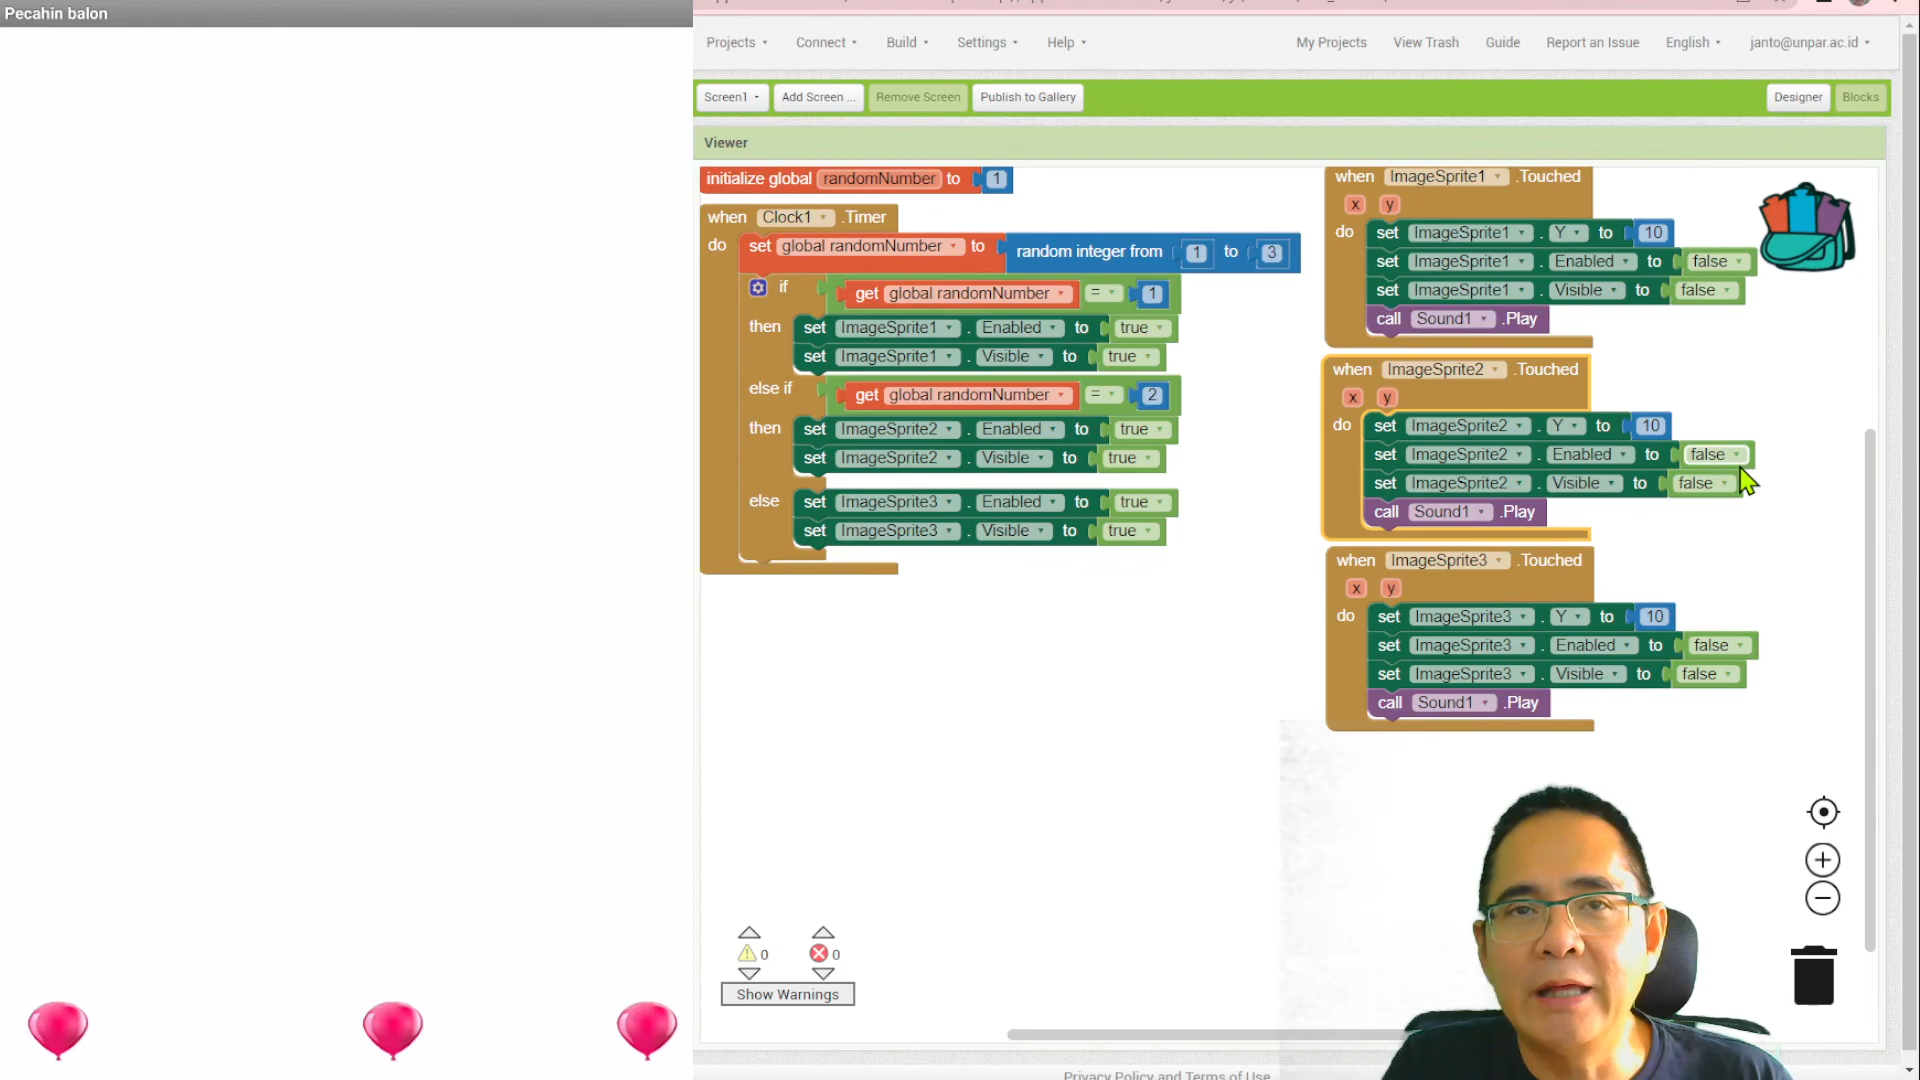 Pecahin balon
Projects Connect Build Settings Help My Projects View Trash Guide Report an Issue English janto@unpar.ac.id
Screen1 Add Screen ... Remove Screen Publish to Gallery Designer Blocks
Viewer
initialize global randomNumber to 1
when Clock1 .Timer
do set global randomNumber to random integer from 1 to 3
if get global randomNumber = 1
then set ImageSprite1 . Enabled to true
set ImageSprite1 . Visible to true
else if get global randomNumber = 2
then set ImageSprite2 . Enabled to true
set ImageSprite2 . Visible to true
else set ImageSprite3 . Enabled to true
set ImageSprite3 . Visible to true
when ImageSprite1 .Touched
x y
do set ImageSprite1 . Y to 10
set ImageSprite1 . Enabled to false
set ImageSprite1 . Visible to false
call Sound1 .Play
when ImageSprite2 .Touched
x y
do set ImageSprite2 . Y to 10
set ImageSprite2 . Enabled to false
set ImageSprite2 . Visible to false
call Sound1 .Play
when ImageSprite3 .Touched
x y
do set ImageSprite3 . Y to 10
set ImageSprite3 . Enabled to false
set ImageSprite3 . Visible to false
call Sound1 .Play
0 0
Show Warnings
Privacy Policy and Terms of Use